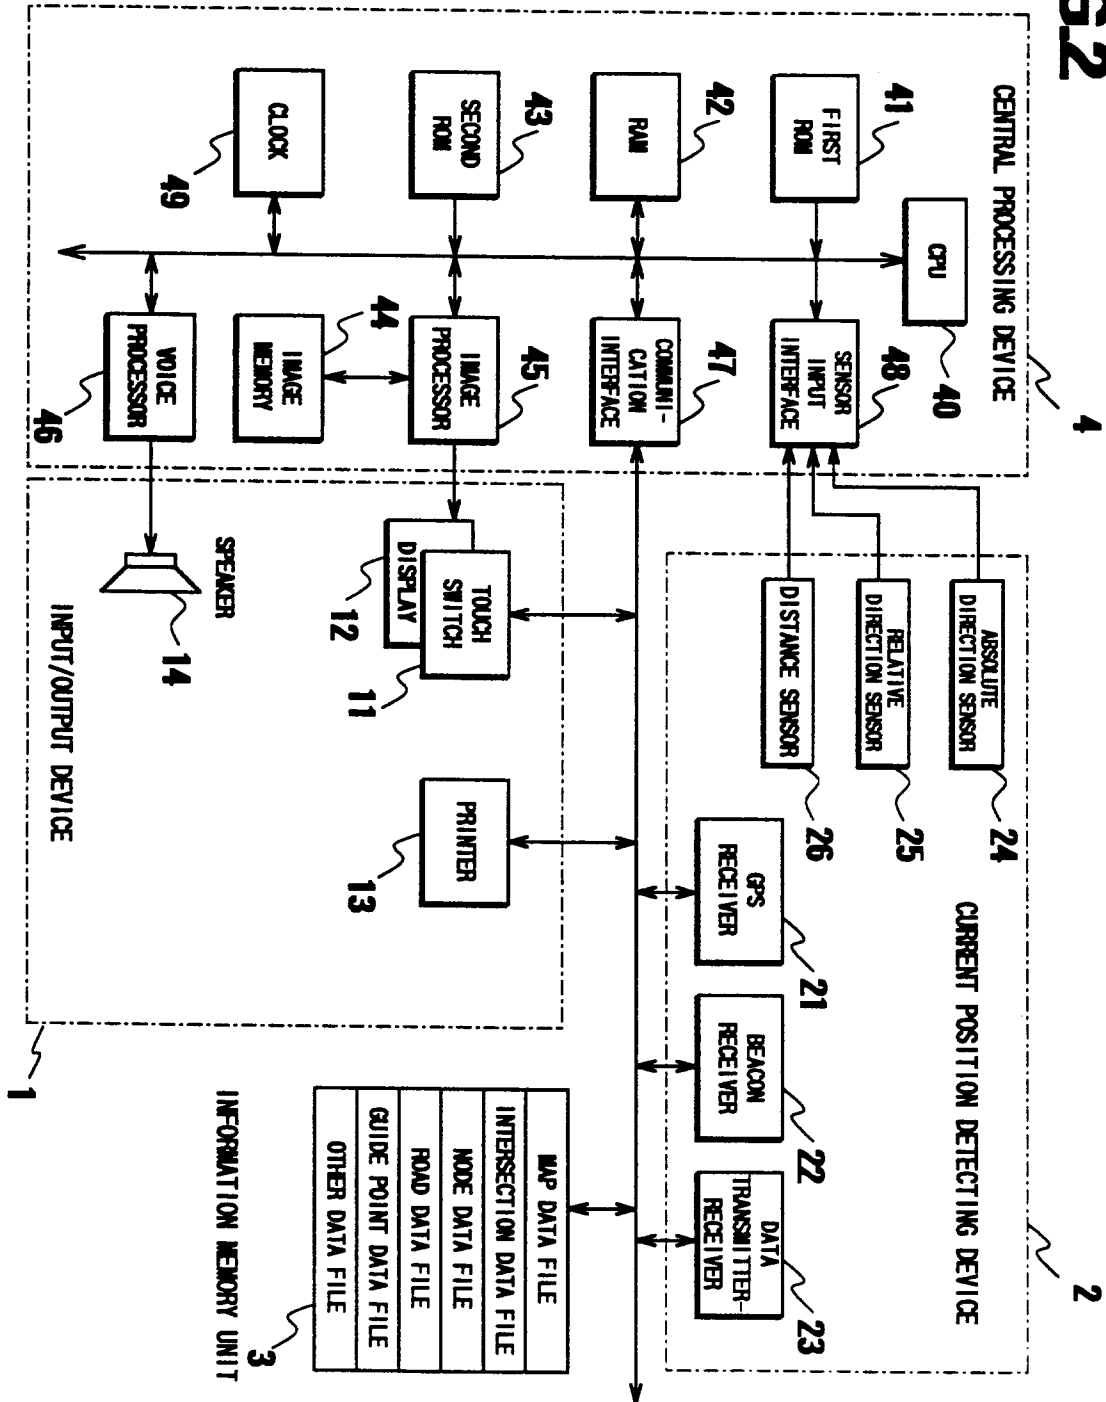 G.2
CENTRAL PROCESSING DEVICE
4
FIRST
ROM
41
RAM
42
SECOND
ROM
43
CLOCK
49
CPU
40
SENSOR
INPUT
INTERFACE
48
COMMUNI-
CATION
INTERFACE
47
IMAGE
PROCESSOR
45
IMAGE
MEMORY
44
VOICE
PROCESSOR
46
ABSOLUTE
DIRECTION SENSOR
24
RELATIVE
DIRECTION SENSOR
25
DISTANCE SENSOR
26
CURRENT POSITION DETECTING DEVICE
2
GPS
RECEIVER
21
BEACON
RECEIVER
22
DATA
TRANSMITTER-
RECEIVER
23
TOUCH
SWITCH
11
DISPLAY
12
PRINTER
13
SPEAKER
14
INPUT/OUTPUT DEVICE
1
MAP DATA FILE
INTERSECTION DATA FILE
NODE DATA FILE
ROAD DATA FILE
GUIDE POINT DATA FILE
OTHER DATA FILE
3
INFORMATION MEMORY UNIT